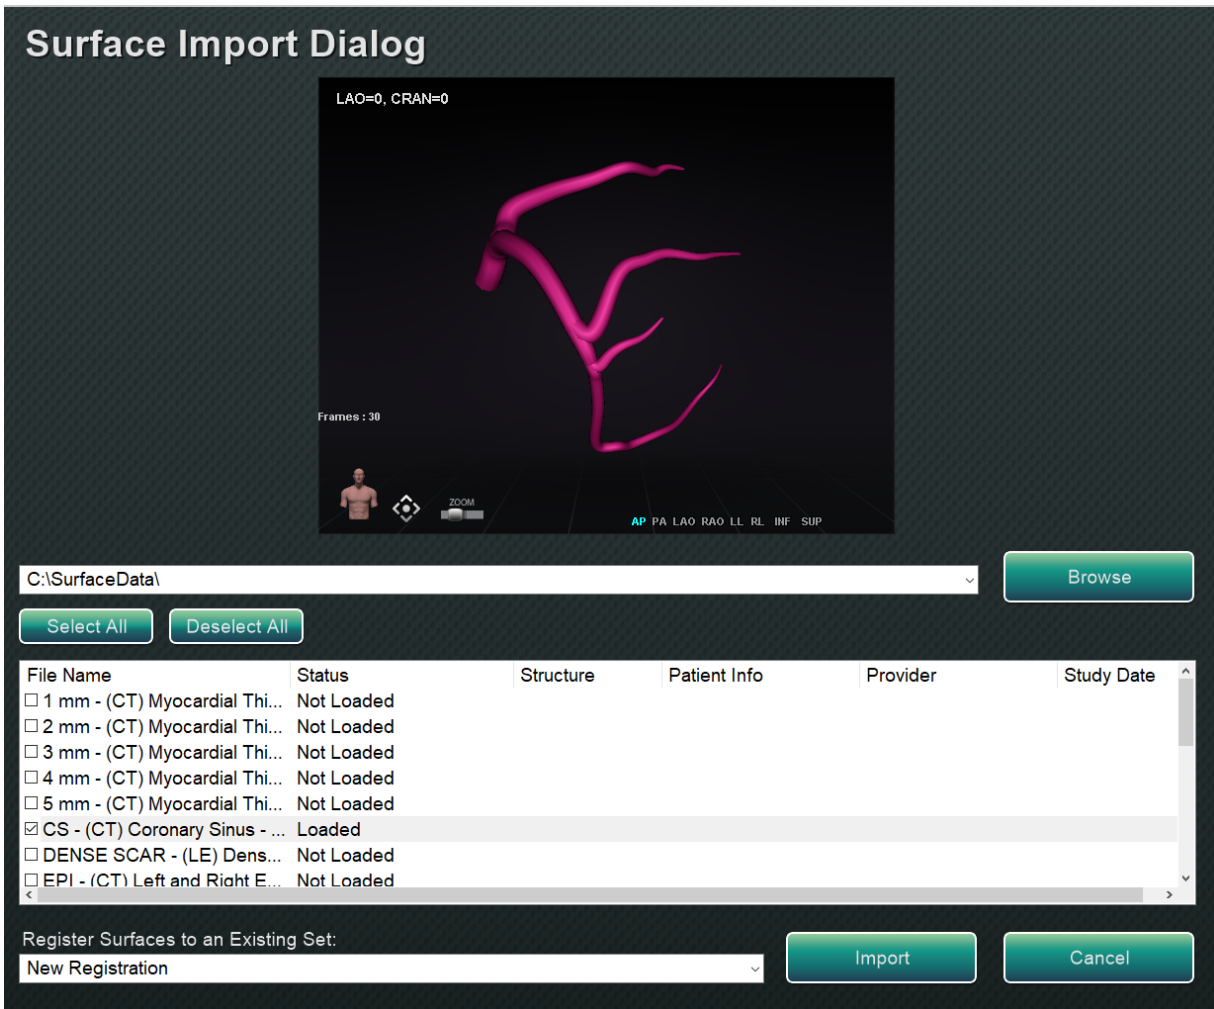 Surface Import Dialog
LAO=0, CRAN=0
Frames : 30
ZOOM
AP PA LAO RAO LL RL INF SUP
C:\SurfaceData\
Browse
Select All Deselect All
File Name Status Structure Patient Info Provider Study Date
1 mm - (CT) Myocardial Thi... Not Loaded
2 mm - (CT) Myocardial Thi... Not Loaded
3 mm - (CT) Myocardial Thi... Not Loaded
4 mm - (CT) Myocardial Thi... Not Loaded
5 mm - (CT) Myocardial Thi... Not Loaded
CS - (CT) Coronary Sinus - ... Loaded
DENSE SCAR - (LE) Dens... Not Loaded
EPI - (CT) Left and Right E... Not Loaded
Register Surfaces to an Existing Set:
New Registration
Import
Cancel